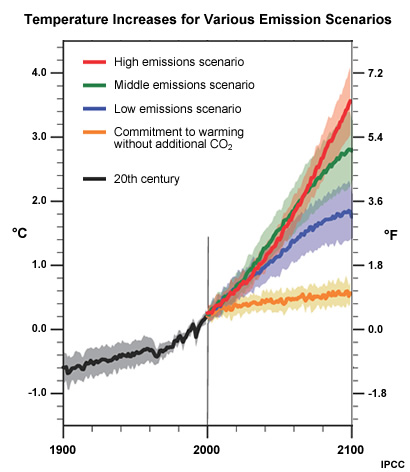 Temperature Increases for Various Emission Scenarios
High emissions scenario
Middle emissions scenario
Low emissions scenario
Commitment to warming
without additional CO₂
20th century
4.0
3.0
2.0
°C
1.0
0.0
-1.0
7.2
5.4
3.6
°F
1.8
0.0
-1.8
1900
2000
2100
IPCC